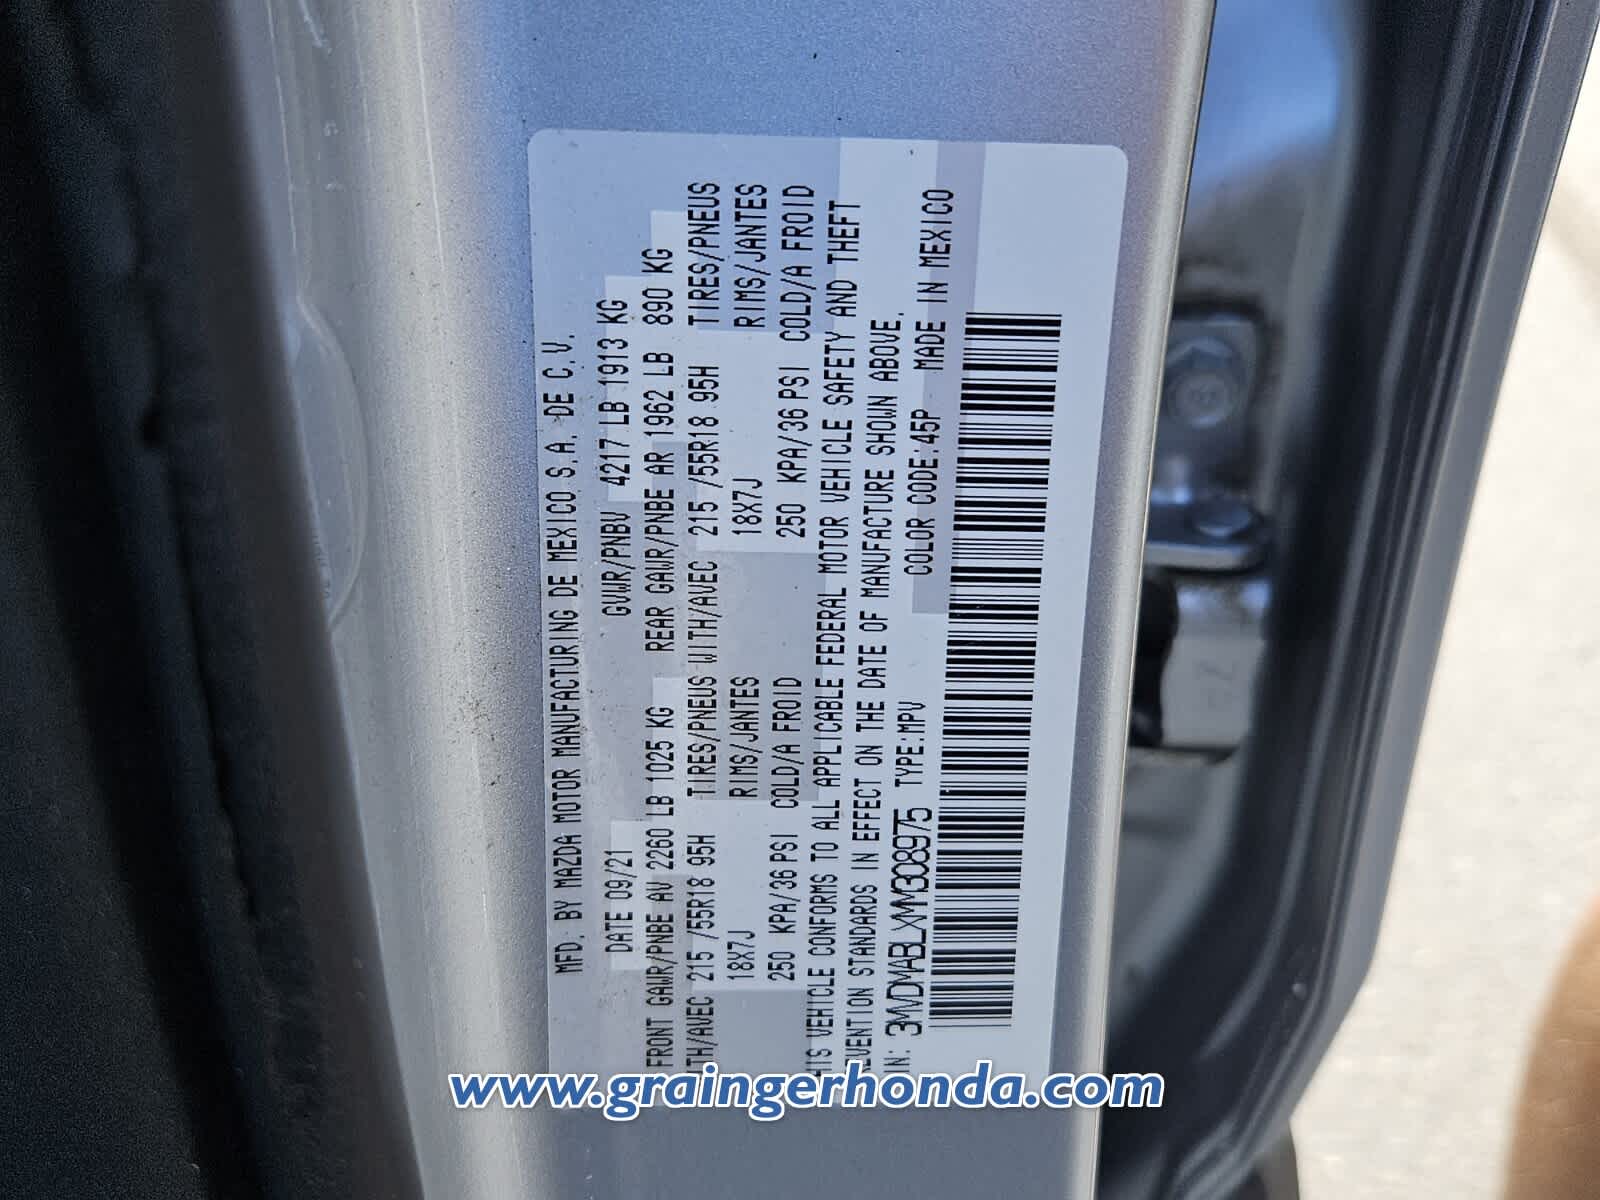 MFD. BY MAZDA MOTOR MANUFACTURING DE MEXICO S.A. DE C.V.
DATE 09/21 GVWR/PNBV 4217 LB 1913 KG
FRONT GAWR/PNBE AV 2260 LB 1025 KG REAR GAWR/PNBE AR 1962 LB 890 KG
ITH/AVEC 215 /55R18 95H TIRES/PNEUS WITH/AVEC 215 /55R18 95H TIRES/PNEUS
18X7J RIMS/JANTES 18X7J RIMS/JANTES
250 KPA/36 PSI COLD/A FROID 250 KPA/36 PSI COLD/A FROID
HIS VEHICLE CONFORMS TO ALL APPLICABLE FEDERAL MOTOR VEHICLE SAFETY AND THEFT
EVENTION STANDARDS IN EFFECT ON THE DATE OF MANUFACTURE SHOWN ABOVE.
IN: 3MVDMABLXNM308975 TYPE:MPV COLOR CODE:45P MADE IN MEXICO
www.graingerhonda.com